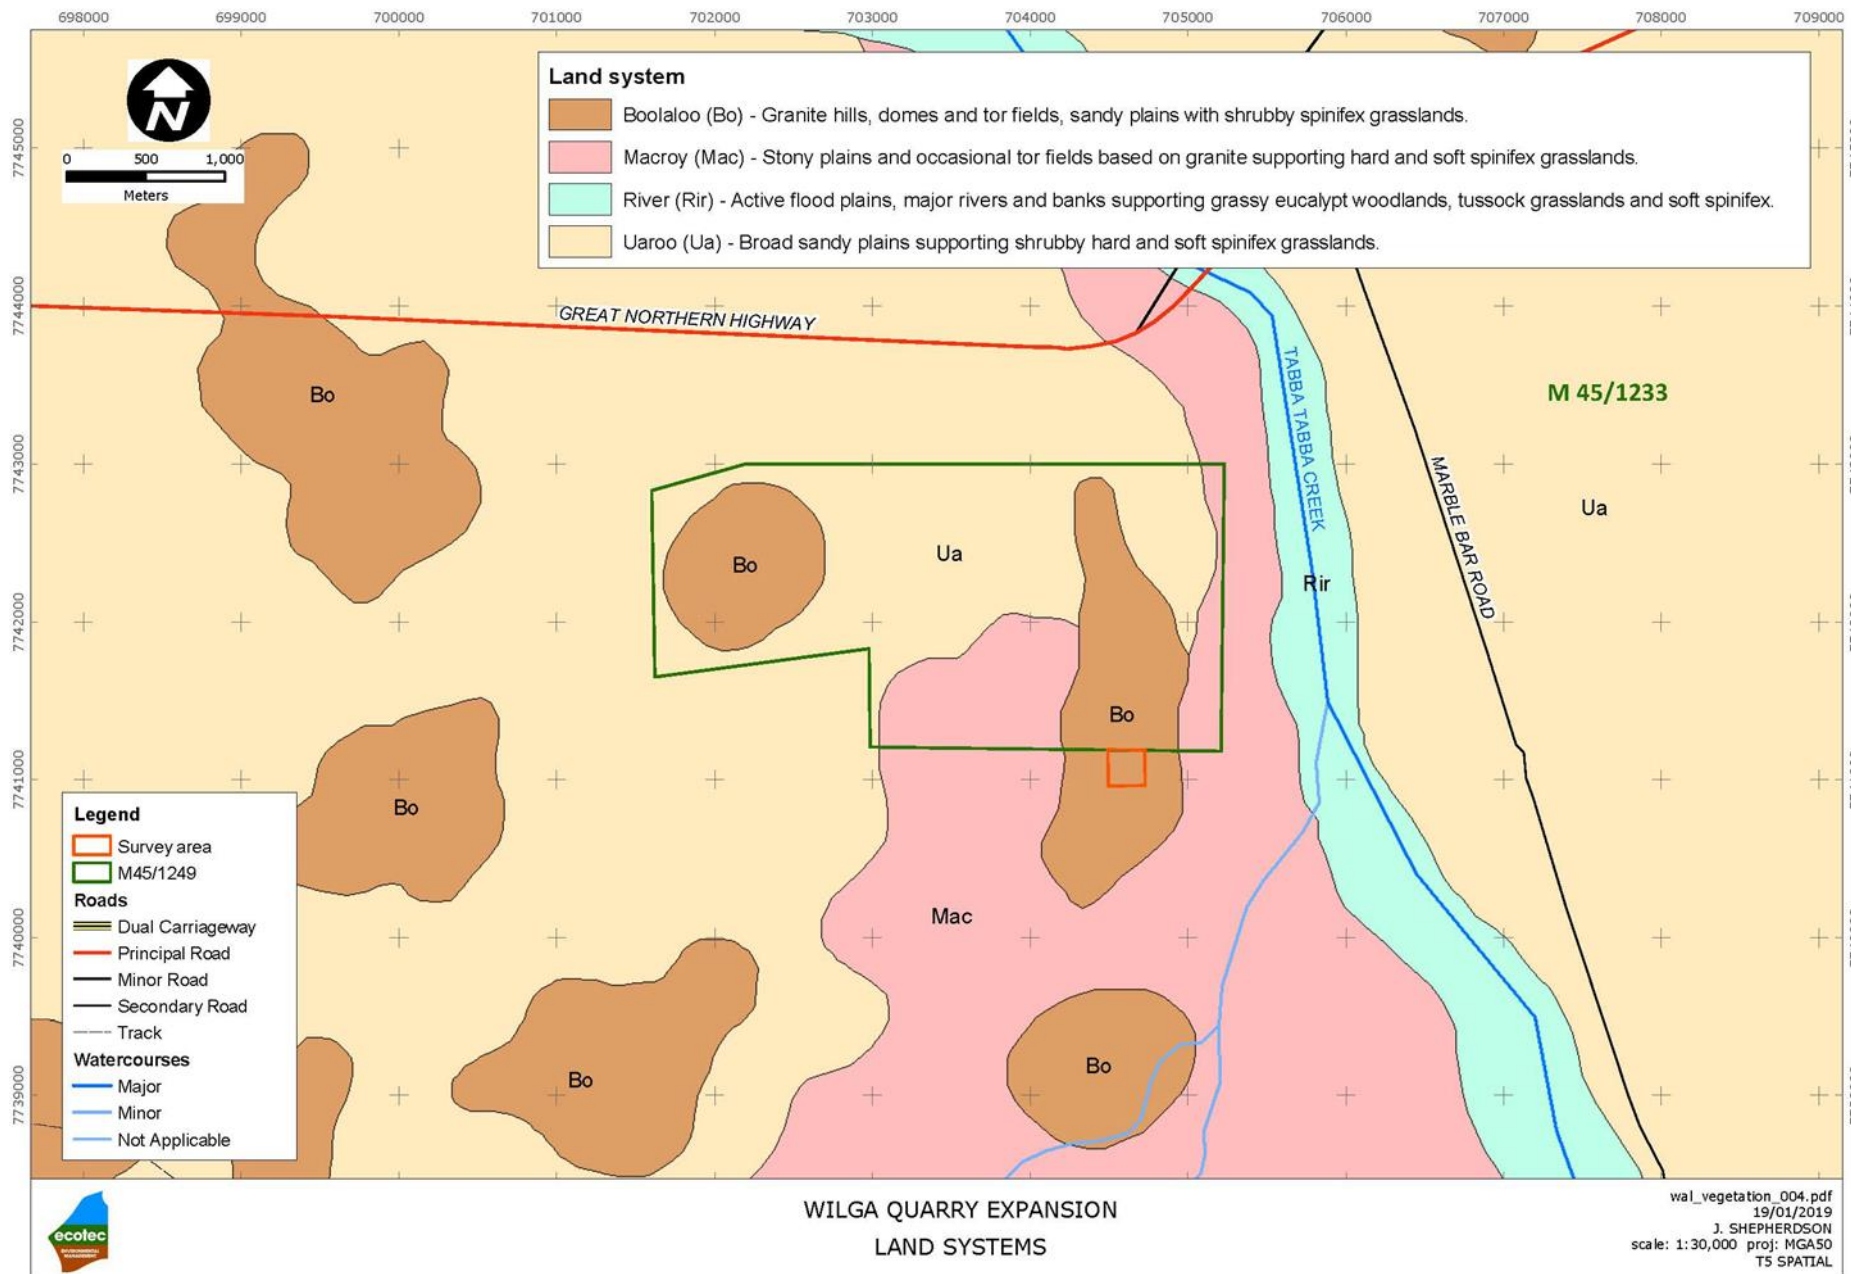 698000 699000 700000 701000 702000 703000 704000 705000 706000 707000 708000 709000
7745000
7744000
7743000
7742000
7741000
7740000
7739000
N
0 500 1,000
Meters
Land system
Boolaloo (Bo) - Granite hills, domes and tor fields, sandy plains with shrubby spinifex grasslands.
Macroy (Mac) - Stony plains and occasional tor fields based on granite supporting hard and soft spinifex grasslands.
River (Rir) - Active flood plains, major rivers and banks supporting grassy eucalypt woodlands, tussock grasslands and soft spinifex.
Uaroo (Ua) - Broad sandy plains supporting shrubby hard and soft spinifex grasslands.
GREAT NORTHERN HIGHWAY
TABBA TABBA CREEK
MARBLE BAR ROAD
M 45/1233
Bo
Ua
Bo
Ua
Rir
Bo
Bo
Mac
Bo
Bo
Legend
Survey area
M45/1249
Roads
Dual Carriageway
Principal Road
Minor Road
Secondary Road
Track
Watercourses
Major
Minor
Not Applicable
ecotec
ENVIRONMENTAL
MANAGEMENT
WILGA QUARRY EXPANSION
LAND SYSTEMS
wal_vegetation_004.pdf
19/01/2019
J. SHEPHERDSON
scale: 1:30,000 proj: MGA50
T5 SPATIAL